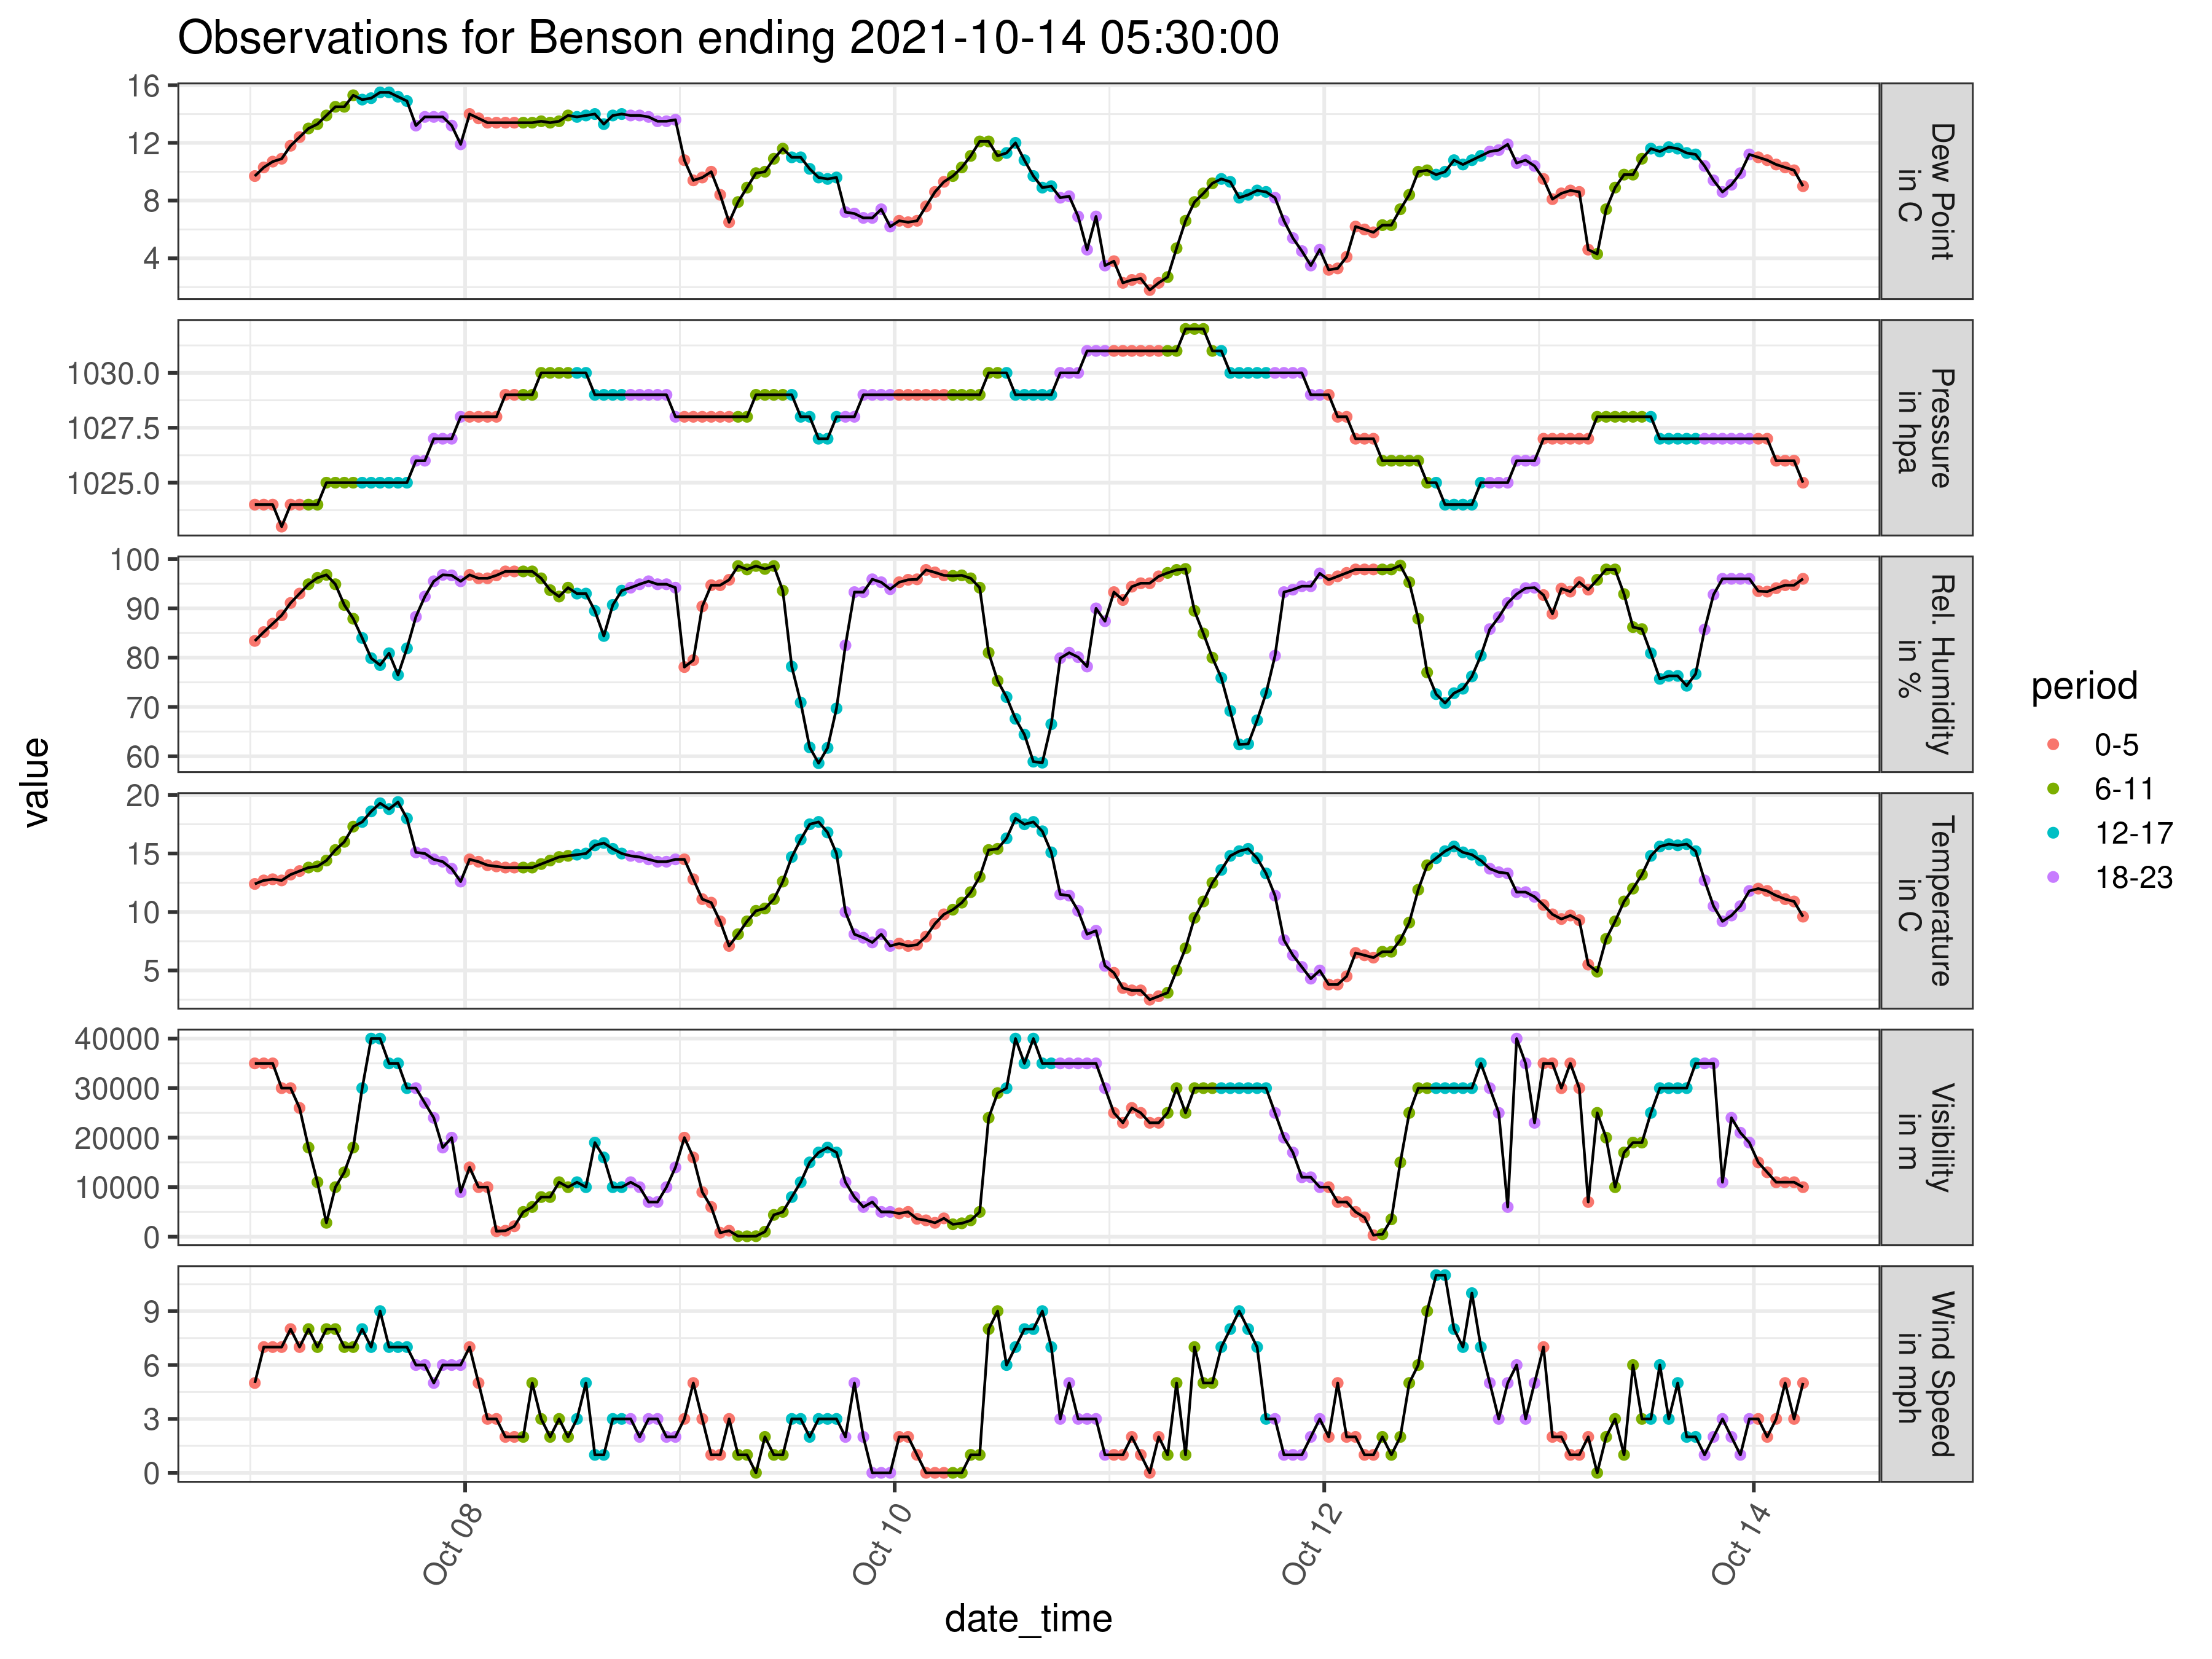 Observations for Benson ending 2021-10-14 05:30:00
value
16
12
8
4
Dew Point
in C
1030.0
1027.5
1025.0
Pressure
in hpa
100
90
80
70
60
Rel. Humidity
in %
20
15
10
5
Temperature
in C
40000
30000
20000
10000
0
Visibility
in m
9
6
3
0
Wind Speed
in mph
Oct 08
Oct 10
Oct 12
Oct 14
date_time
period
0-5
6-11
12-17
18-23